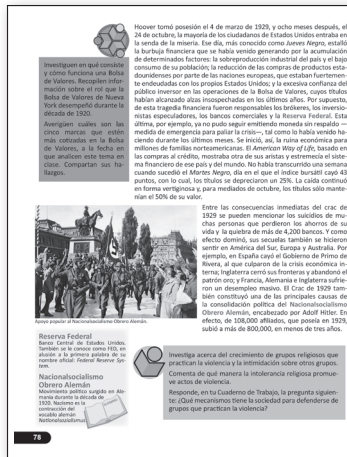 Hoover tomó posesión el 4 de marzo de 1929, y ocho meses después, el
24 de octubre, la mayoría de los ciudadanos de Estados Unidos entraba en
la senda de la miseria. Ese día, más conocido como Jueves Negro, estalló
la burbuja financiera que se había venido generando por la acumulación
de determinados factores: la sobreproducción industrial del país y el bajo
consumo de su población; la reducción de las compras de productos esta-
dounidenses por parte de las naciones europeas, que estaban fuertemen-
te endeudadas con los propios Estados Unidos; y la excesiva confianza del
público inversor en las operaciones de la Bolsa de Valores, cuyos títulos
habían alcanzado alzas insospechadas en los últimos años. Por supuesto,
de esta tragedia financiera fueron responsables los brókeres, los inversio-
nistas especuladores, los bancos comerciales y la Reserva Federal. Esta
última, por ejemplo, ya no pudo seguir emitiendo moneda sin respaldo —
medida de emergencia para paliar la crisis—, tal como lo había venido ha-
ciendo durante los últimos meses. Se inició, así, la ruina económica para
millones de familias norteamericanas. El American Way of Life, basado en
las compras al crédito, mostraba otra de sus aristas y estremecía el siste-
ma financiero de ese país y del mundo. No había transcurrido una semana
cuando sucedió el Martes Negro, día en el que el índice bursátil cayó 43
puntos, con lo cual, los títulos se depreciaron un 25%. La caída continuó
en forma vertiginosa y, para mediados de octubre, los títulos sólo mante-
nían el 50% de su valor.
Investiguen en qué consiste
y cómo funciona una Bolsa
de Valores. Recopilen infor-
mación sobre el rol que la
Bolsa de Valores de Nueva
York desempeñó durante la
década de 1920.
Averigüen cuáles son las
cinco marcas que estén
más cotizadas en la Bolsa
de Valores, a la fecha en
que analicen este tema en
clase. Compartan sus ha-
llazgos.
Entre las consecuencias inmediatas del crac de
1929 se pueden mencionar los suicidios de mu-
chas personas que perdieron los ahorros de su
vida y la quiebra de más de 4,200 bancos. Y como
efecto dominó, sus secuelas también se hicieron
sentir en América del Sur, Europa y Australia. Por
ejemplo, en España cayó el Gobierno de Primo de
Rivera, al que culparon de la crisis económica in-
terna; Inglaterra cerró sus fronteras y abandonó el
patrón oro; y Francia, Alemania e Inglaterra sufrie-
ron un desempleo masivo. El Crac de 1929 tam-
bién constituyó una de las principales causas de
la consolidación política del Nacionalsocialismo
Obrero Alemán, encabezado por Adolf Hitler. En
efecto, de 108,000 afiliados, que poseía en 1929,
subió a más de 800,000, en menos de tres años.
Apoyo popular al Nacionalsocialismo Obrero Alemán.
Reserva Federal
Banco Central de Estados Unidos.
También se le conoce como FED, en
alusión a la primera palabra de su
nombre oficial: Federal Reserve Sys-
tem.
Nacionalsocialismo
Obrero Alemán
Movimiento político surgido en Ale-
mania durante la década de
1920. Nazismo es la
contracción del
vocablo alemán
Nationalsozialismus.
Investiga acerca del crecimiento de grupos religiosos que
practican la violencia y la intimidación sobre otros grupos.
Comenta de qué manera la intolerancia religiosa promue-
ve actos de violencia.
Responde, en tu Cuaderno de Trabajo, la pregunta siguien-
te: ¿Qué mecanismos tiene la sociedad para defenderse de
grupos que practican la violencia?
78